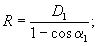 R = D₁ / (1 − cos α₁);